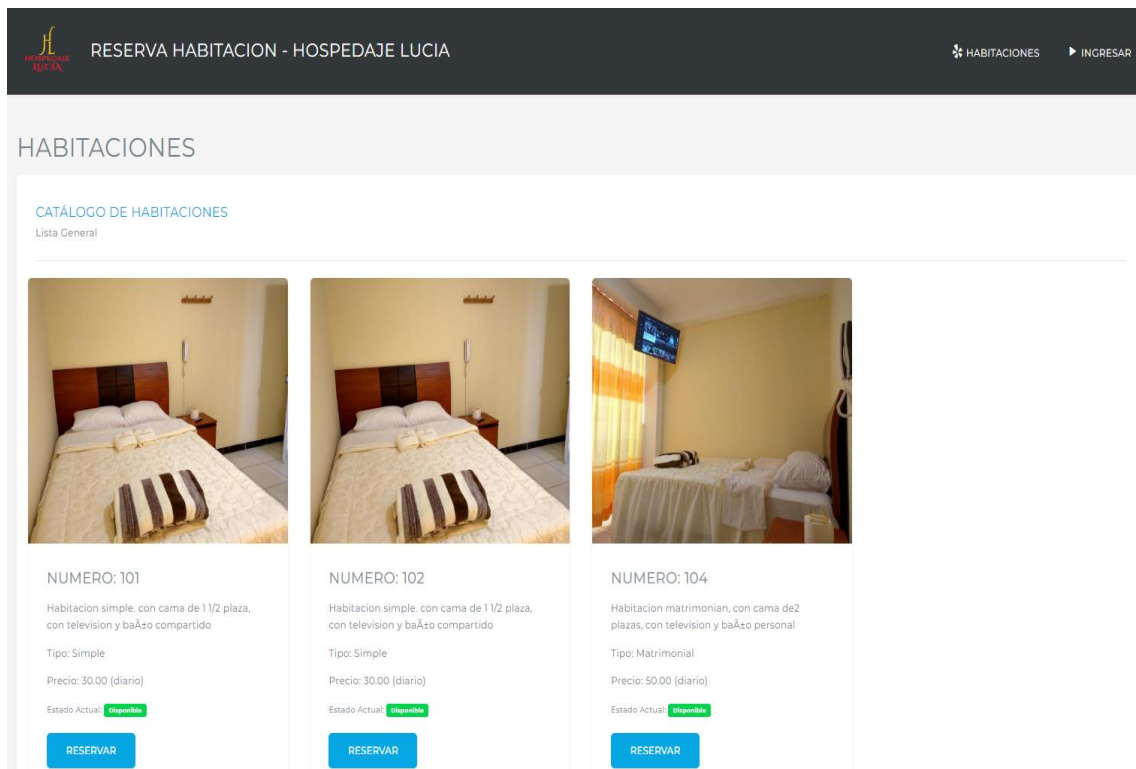 HOSPEDAJE
LUCIA
RESERVA HABITACION - HOSPEDAJE LUCIA
HABITACIONES
INGRESAR
HABITACIONES
CATÁLOGO DE HABITACIONES
Lista General
NUMERO: 101
Habitacion simple. con cama de 1 1/2 plaza,
con television y baÃ±o compartido
Tipo: Simple
Precio: 30.00 (diario)
Estado Actual: Disponible
RESERVAR
NUMERO: 102
Habitacion simple. con cama de 1 1/2 plaza,
con television y baÃ±o compartido
Tipo: Simple
Precio: 30.00 (diario)
Estado Actual: Disponible
RESERVAR
NUMERO: 104
Habitacion matrimonian, con cama de2
plazas, con television y baÃ±o personal
Tipo: Matrimonial
Precio: 50.00 (diario)
Estado Actual: Disponible
RESERVAR